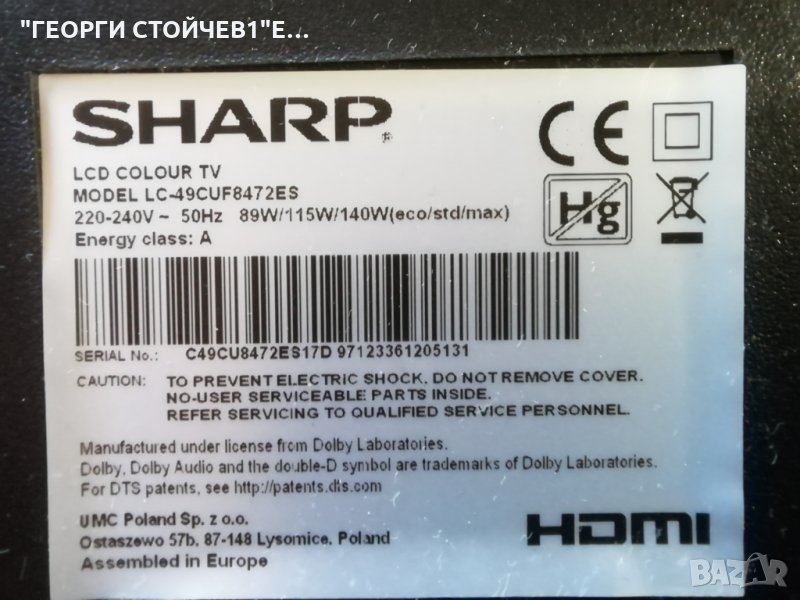 "ГЕОРГИ СТОЙЧЕВ1"Е...
SHARP
LCD COLOUR TV
MODEL LC-49CUF8472ES
220-240V ~ 50Hz 89W/115W/140W(eco/std/max)
Energy class: A
CE
Hg
SERIAL No.: C49CU8472ES17D 97123361205131
CAUTION: TO PREVENT ELECTRIC SHOCK, DO NOT REMOVE COVER.
NO-USER SERVICEABLE PARTS INSIDE.
REFER SERVICING TO QUALIFIED SERVICE PERSONNEL.
Manufactured under license from Dolby Laboratories.
Dolby, Dolby Audio and the double-D symbol are trademarks of Dolby Laboratories.
For DTS patents, see http://patents.dts.com
UMC Poland Sp. z o.o.
Ostaszewo 57b, 87-148 Lysomice, Poland
Assembled in Europe
HDMI
BAZAR